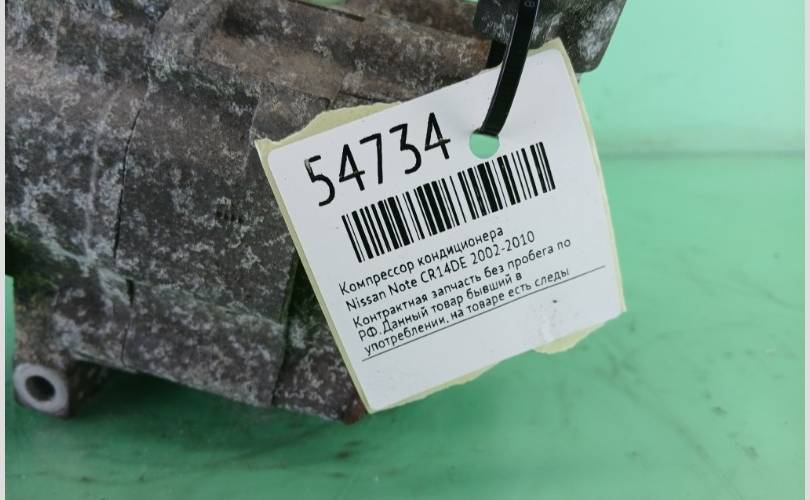 54734
Компрессор кондиционера
Nissan Note CR14DE 2002-2010
Контрактная запчасть без пробега по
РФ.Данный товар бывший в
употреблении, на товаре есть следы